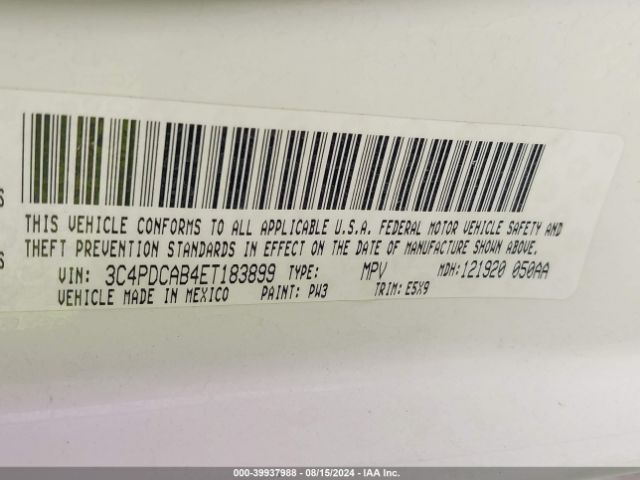 S
THIS VEHICLE CONFORMS TO ALL APPLICABLE U.S.A. FEDERAL MOTOR VEHICLE SAFETY AND
THEFT PREVENTION STANDARDS IN EFFECT ON THE DATE OF MANUFACTURE SHOWN ABOVE.
S
VIN: 3C4PDCAB4ET183899 TYPE: MPV MDH:121920 050AA
VEHICLE MADE IN MEXICO PAINT: PW3 TRIM: E5X9
000-39937988 - 08/15/2024 - IAA Inc.